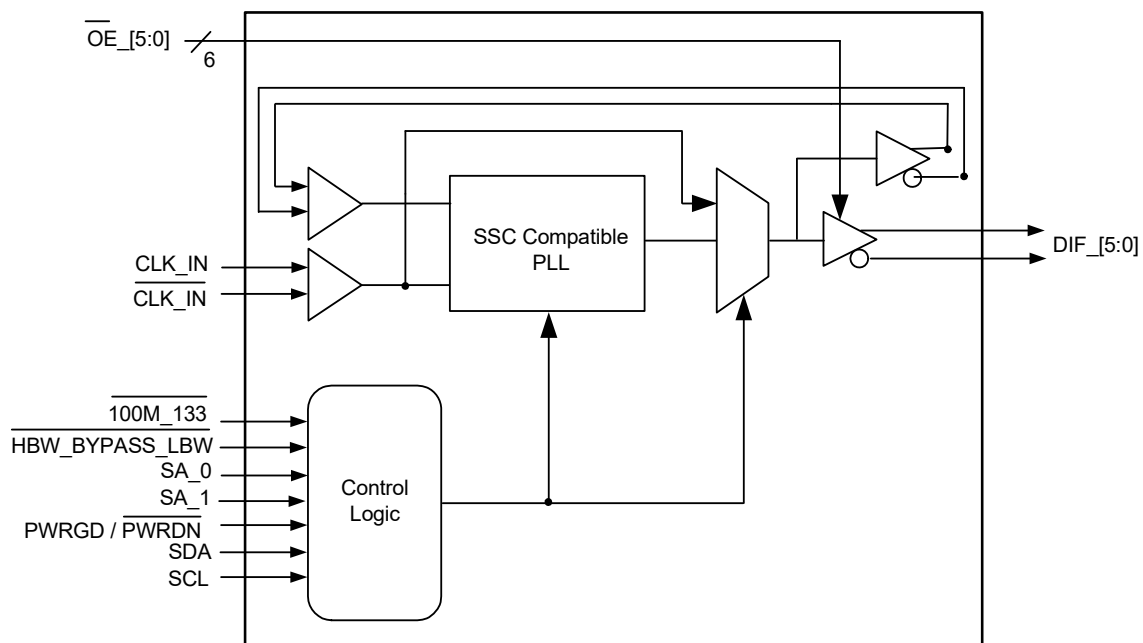 OE_[5:0]
6
SSC Compatible
PLL
CLK_IN
CLK_IN
DIF_[5:0]
100M_133
HBW_BYPASS_LBW
SA_0
SA_1
PWRGD / PWRDN
SDA
SCL
Control
Logic